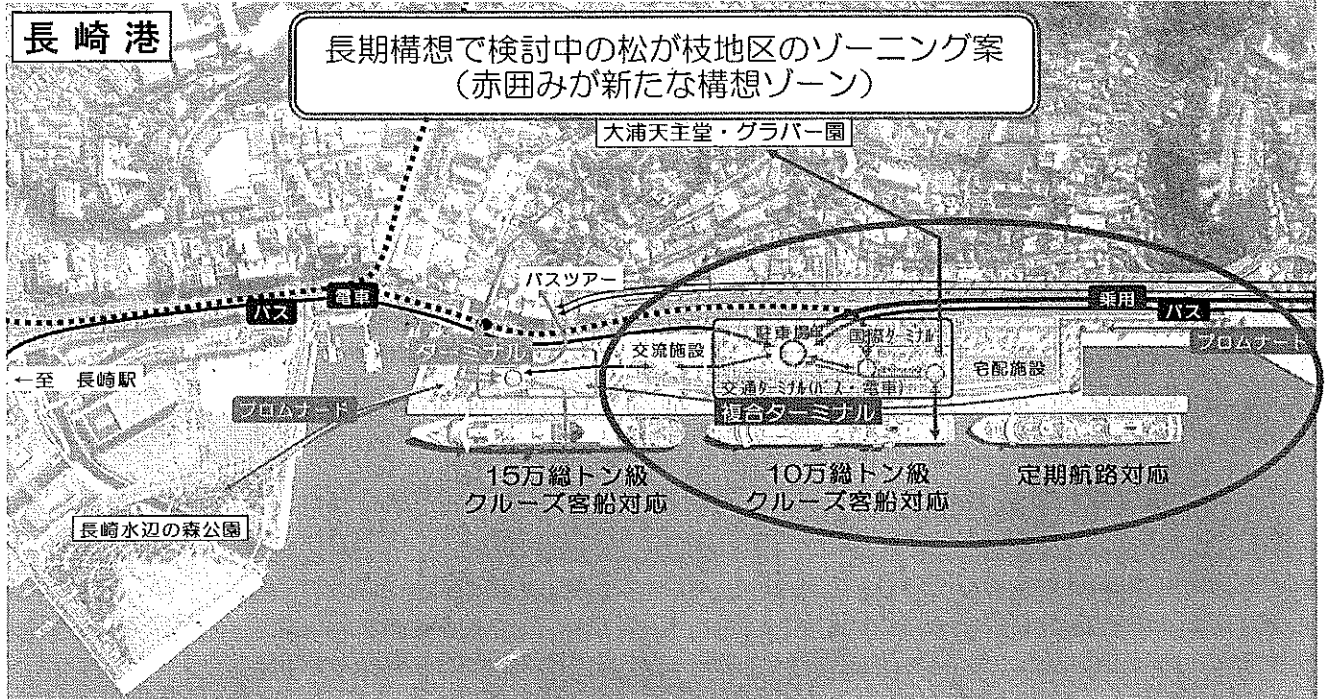 長崎港
長期構想で検討中の松が枝地区のゾーニング案
（赤囲みが新たな構想ゾーン）
大浦天主堂・グラバー園
バスツアー
バス
電車
乗用
バス
プロムナード
ターミナル
交流施設
駐車場
国際ターミナル
宅配施設
交通ターミナル(バス・電車)
複合ターミナル
←至 長崎駅
プロムナード
15万総トン級
クルーズ客船対応
10万総トン級
クルーズ客船対応
定期航路対応
長崎水辺の森公園